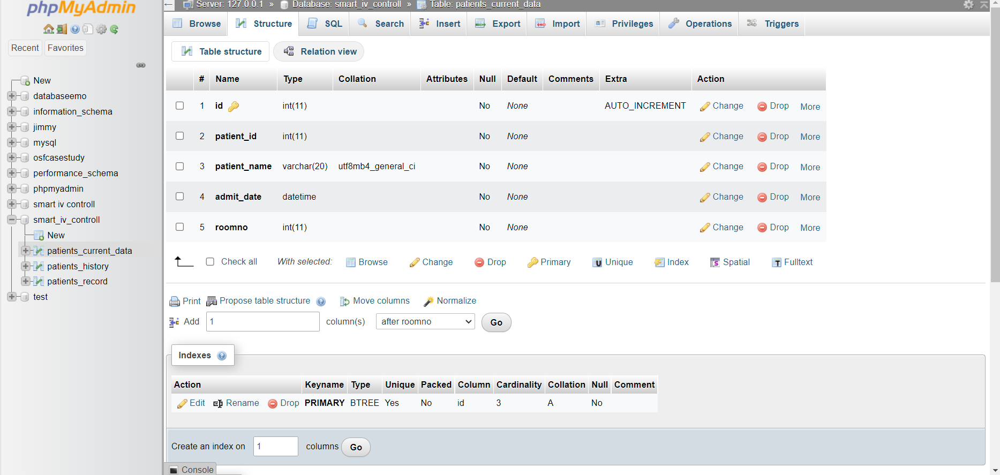 phpMyAdmin
Recent Favorites
New
databaseemo
information_schema
jimmy
mysql
osfcasestudy
performance_schema
phpmyadmin
smart iv controll
smart_iv_controll
New
patients_current_data
patients_history
patients_record
test
Server: 127.0.0.1 » Database: smart_iv_controll » Table: patients_current_data
Browse Structure SQL Search Insert Export Import Privileges Operations Triggers
Table structure Relation view
# Name Type Collation Attributes Null Default Comments Extra Action
1 id int(11) No None AUTO_INCREMENT Change Drop More
2 patient_id int(11) No None Change Drop More
3 patient_name varchar(20) utf8mb4_general_ci No None Change Drop More
4 admit_date datetime No None Change Drop More
5 roomno int(11) No None Change Drop More
Check all With selected: Browse Change Drop Primary Unique Index Spatial Fulltext
Print Propose table structure Move columns Normalize
Add 1 column(s) after roomno Go
Indexes
Action Keyname Type Unique Packed Column Cardinality Collation Null Comment
Edit Rename Drop PRIMARY BTREE Yes No id 3 A No
Create an index on 1 columns Go
Console